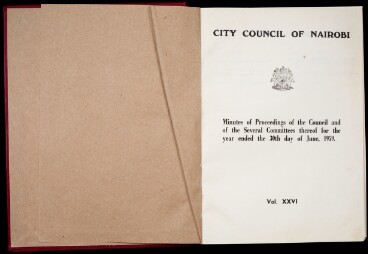 CITY COUNCIL OF NAIROBI
Minutes of Proceedings of the Council and
of the Several Committees thereof for the
year ended the 30th day of June, 1959.
Vol. XXVI